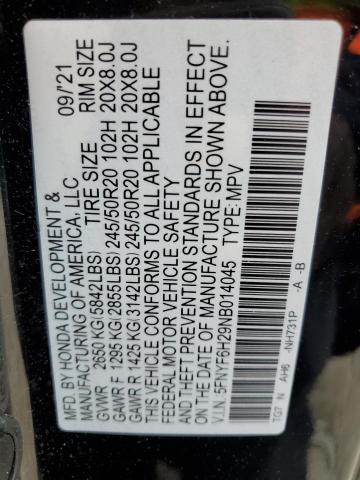 MFD. BY HONDA DEVELOPMENT & 09/'21
MANUFACTURING OF AMERICA, LLC
GVWR 2650 KG(5842LBS) TIRE SIZE RIM SIZE
GAWR F 1295 KG(2855LBS) 245/50R20 102H 20X8.0J
GAWR R 1425 KG(3142LBS) 245/50R20 102H 20X8.0J
THIS VEHICLE CONFORMS TO ALL APPLICABLE
FEDERAL MOTOR VEHICLE SAFETY
AND THEFT PREVENTION STANDARDS IN EFFECT
ON THE DATE OF MANUFACTURE SHOWN ABOVE.
V.I.N. 5FNYF6H29NB014045 TYPE: MPV
TG7 N AH6 -NH731P -A -B